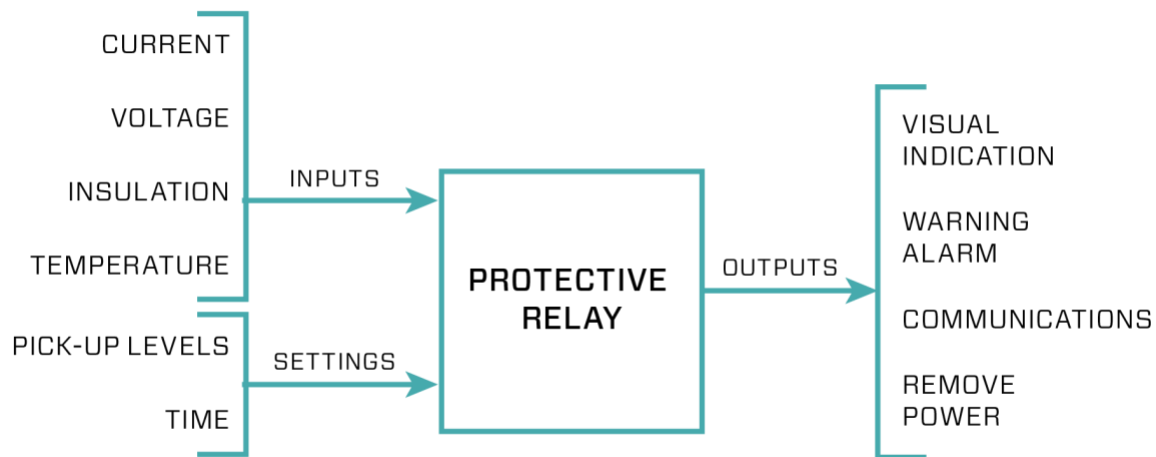 CURRENT
VOLTAGE
INSULATION
TEMPERATURE
PICK-UP LEVELS
TIME
INPUTS
SETTINGS
PROTECTIVE
RELAY
OUTPUTS
VISUAL
INDICATION
WARNING
ALARM
COMMUNICATIONS
REMOVE
POWER